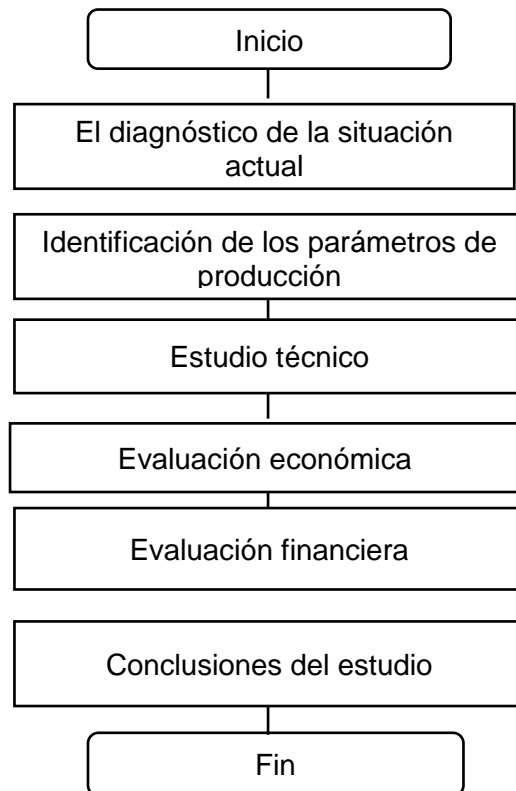 Inicio
El diagnóstico de la situación
actual
Identificación de los parámetros de
producción
Estudio técnico
Evaluación económica
Evaluación financiera
Conclusiones del estudio
Fin